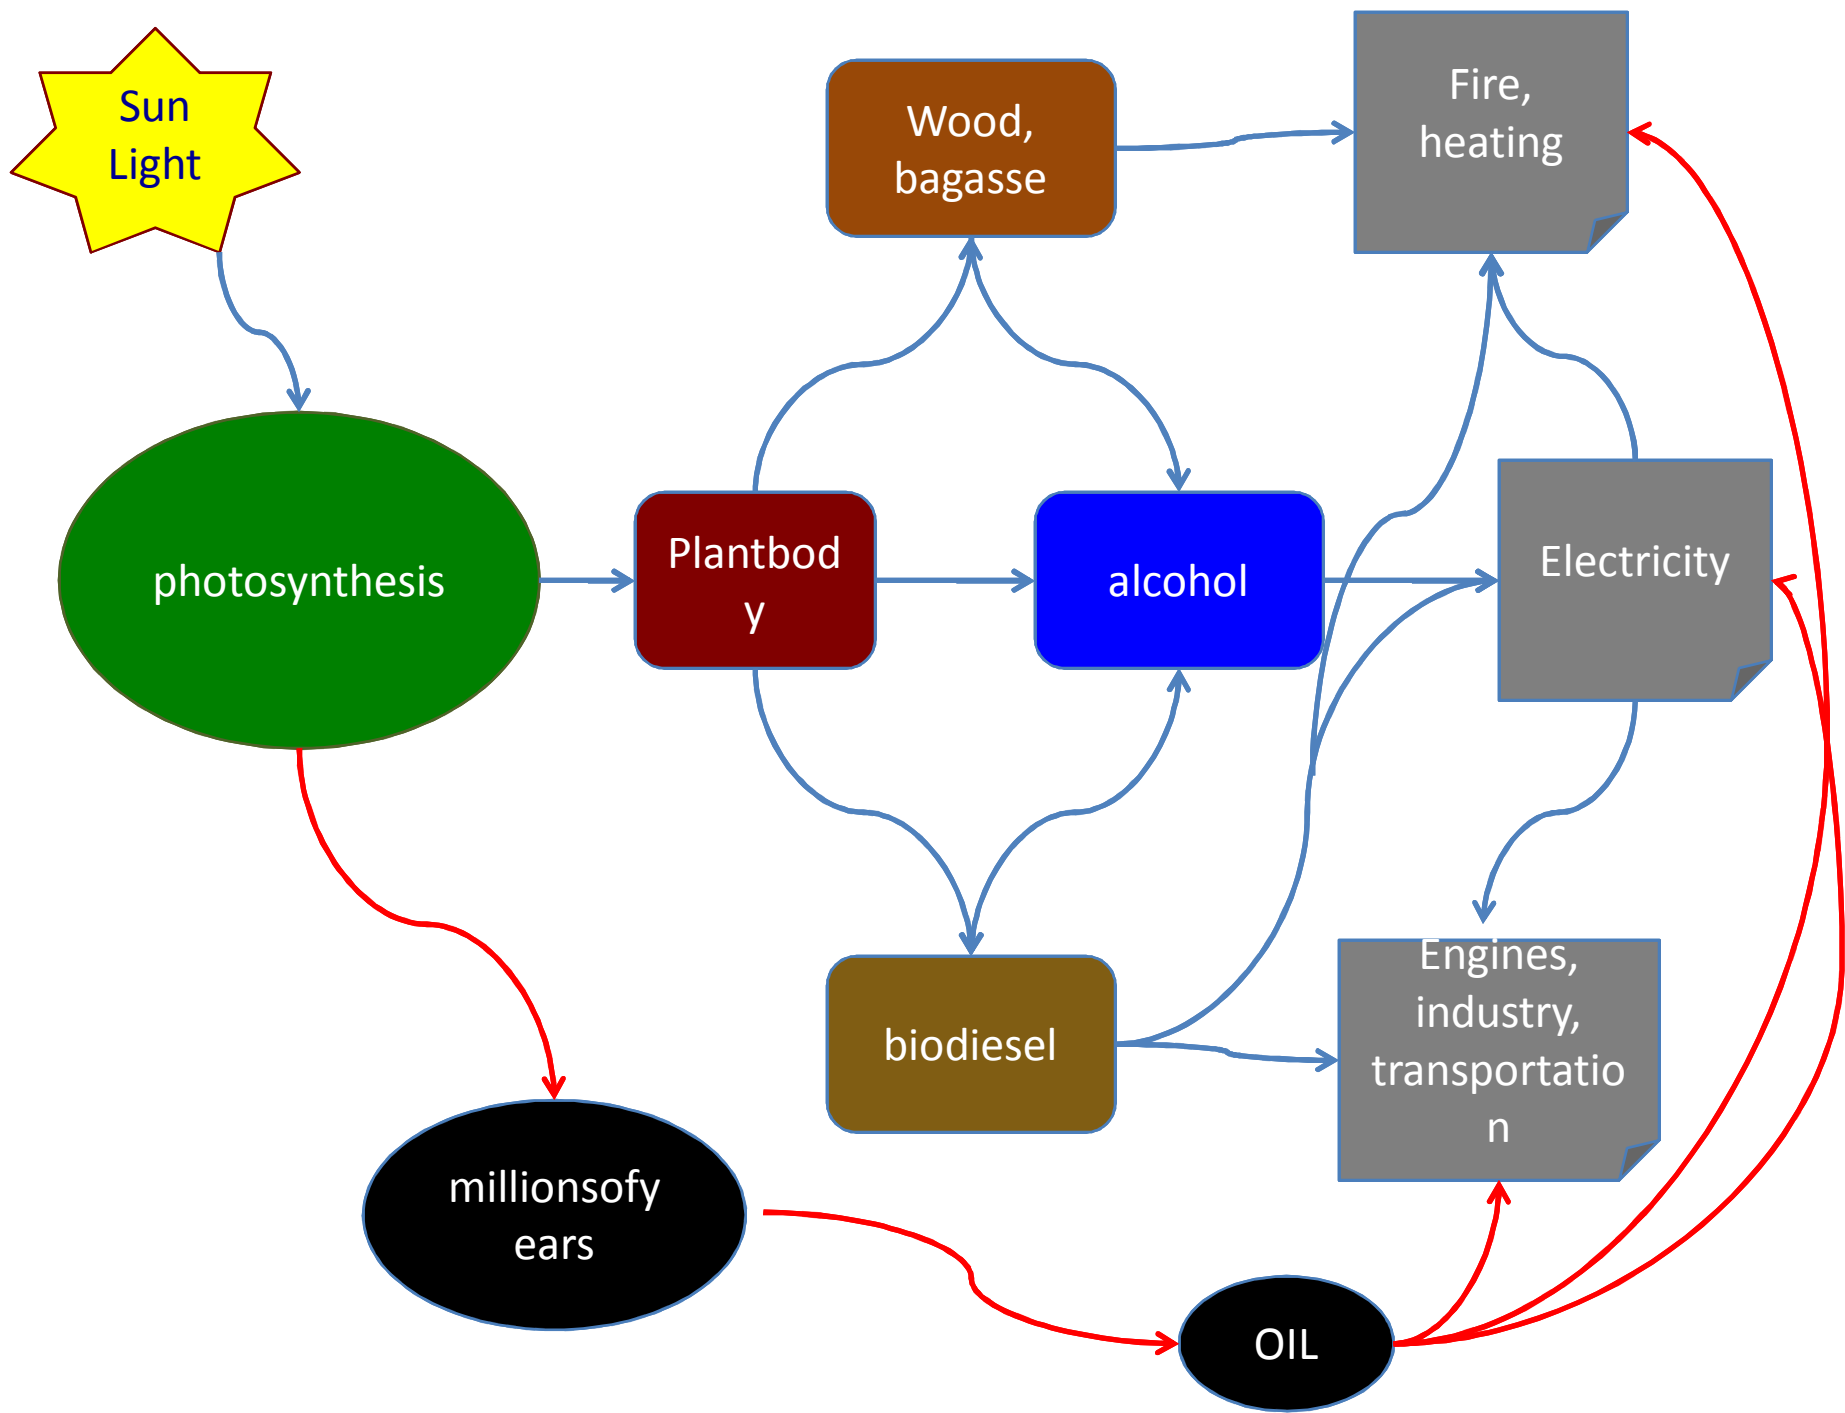 Sun
Light
Wood,
bagasse
Fire,
heating
photosynthesis
Plantbod
y
alcohol
Electricity
biodiesel
Engines,
industry,
transportatio
n
millionsofy
ears
OIL